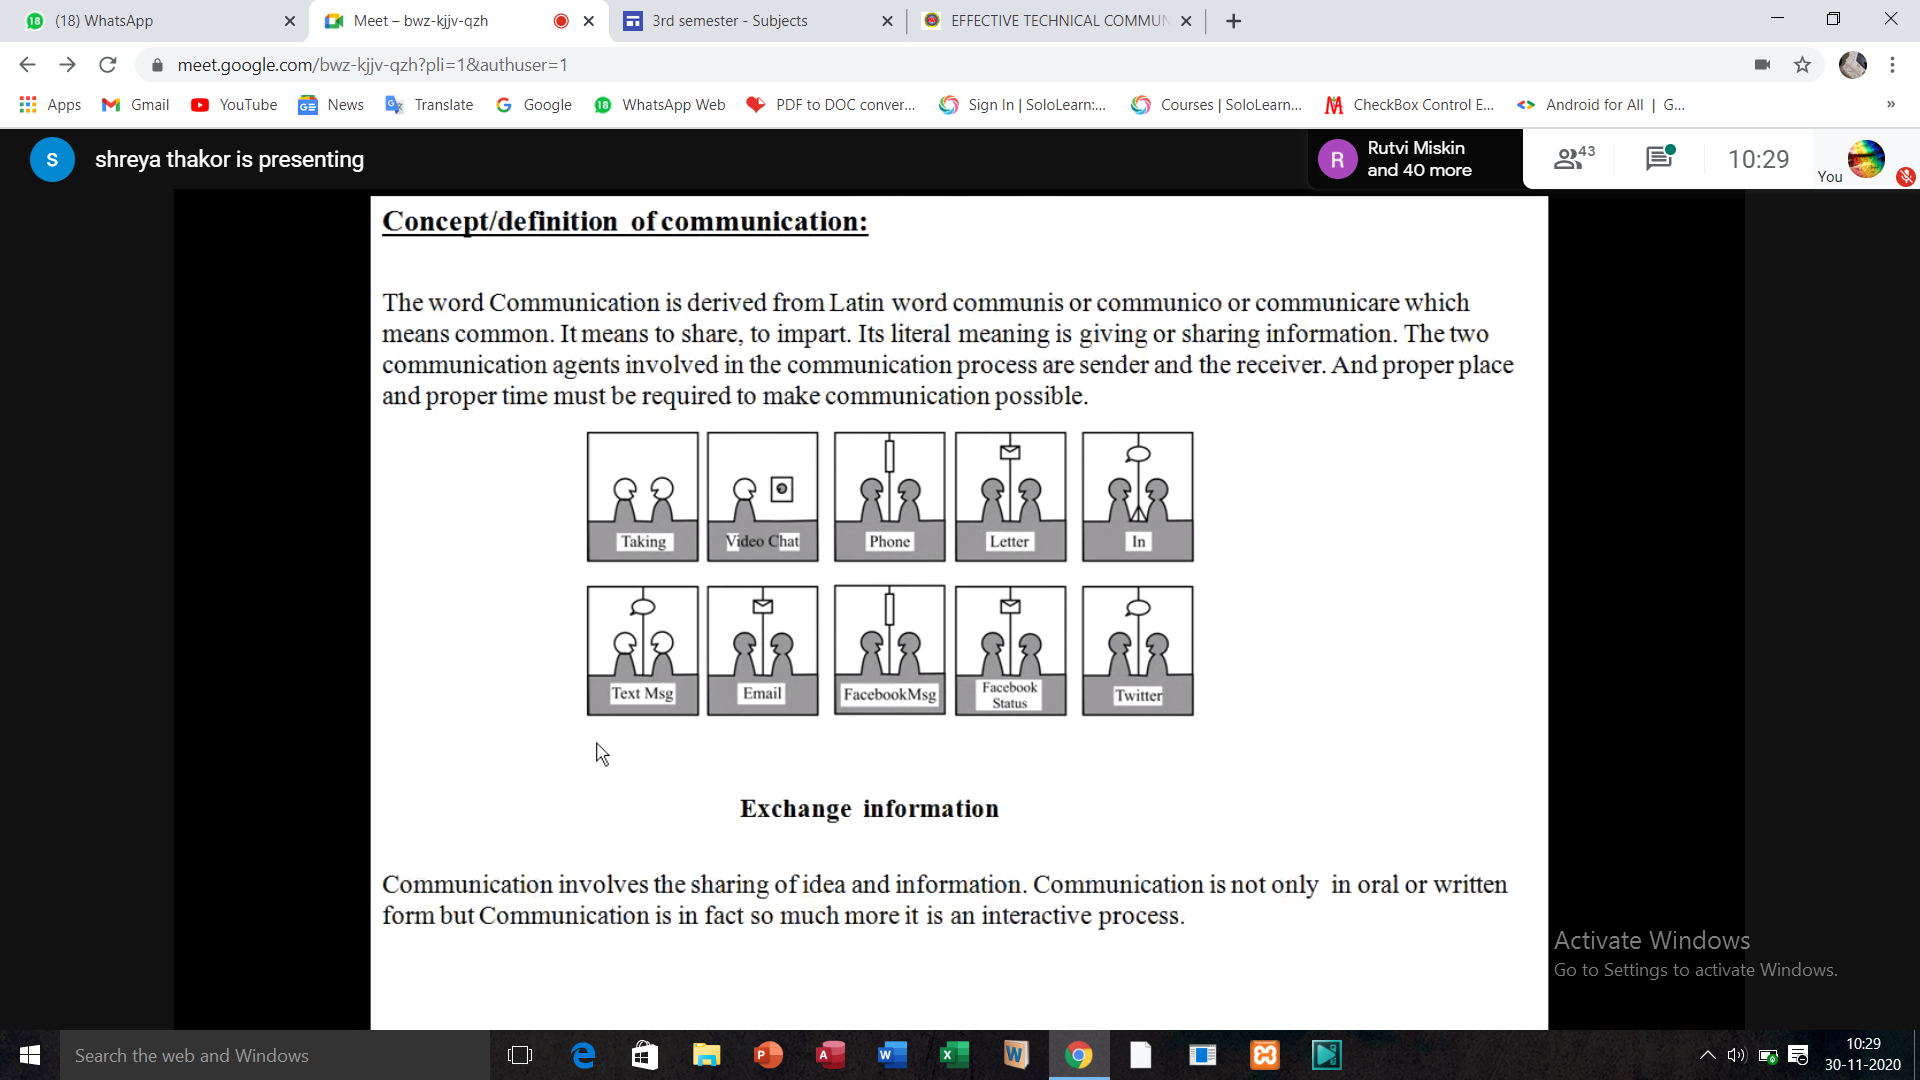 (18) WhatsApp
Meet – bwz-kjjv-qzh
3rd semester - Subjects
EFFECTIVE TECHNICAL COMMUN
meet.google.com/bwz-kjjv-qzh?pli=1&authuser=1
Apps
Gmail
YouTube
News
Translate
Google
WhatsApp Web
PDF to DOC conver...
Sign In | SoloLearn:...
Courses | SoloLearn...
CheckBox Control E...
Android for All | G...
»
S
shreya thakor is presenting
R
Rutvi Miskin
and 40 more
43
10:29
You
Concept/definition of communication:
The word Communication is derived from Latin word communis or communico or communicare which
means common. It means to share, to impart. Its literal meaning is giving or sharing information. The two
communication agents involved in the communication process are sender and the receiver. And proper place
and proper time must be required to make communication possible.
Taking
Video Chat
Phone
Letter
In
Text Msg
Email
FacebookMsg
Facebook
Status
Twitter
Exchange information
Communication involves the sharing of idea and information. Communication is not only in oral or written
form but Communication is in fact so much more it is an interactive process.
Activate Windows
Go to Settings to activate Windows.
Search the web and Windows
10:29
30-11-2020